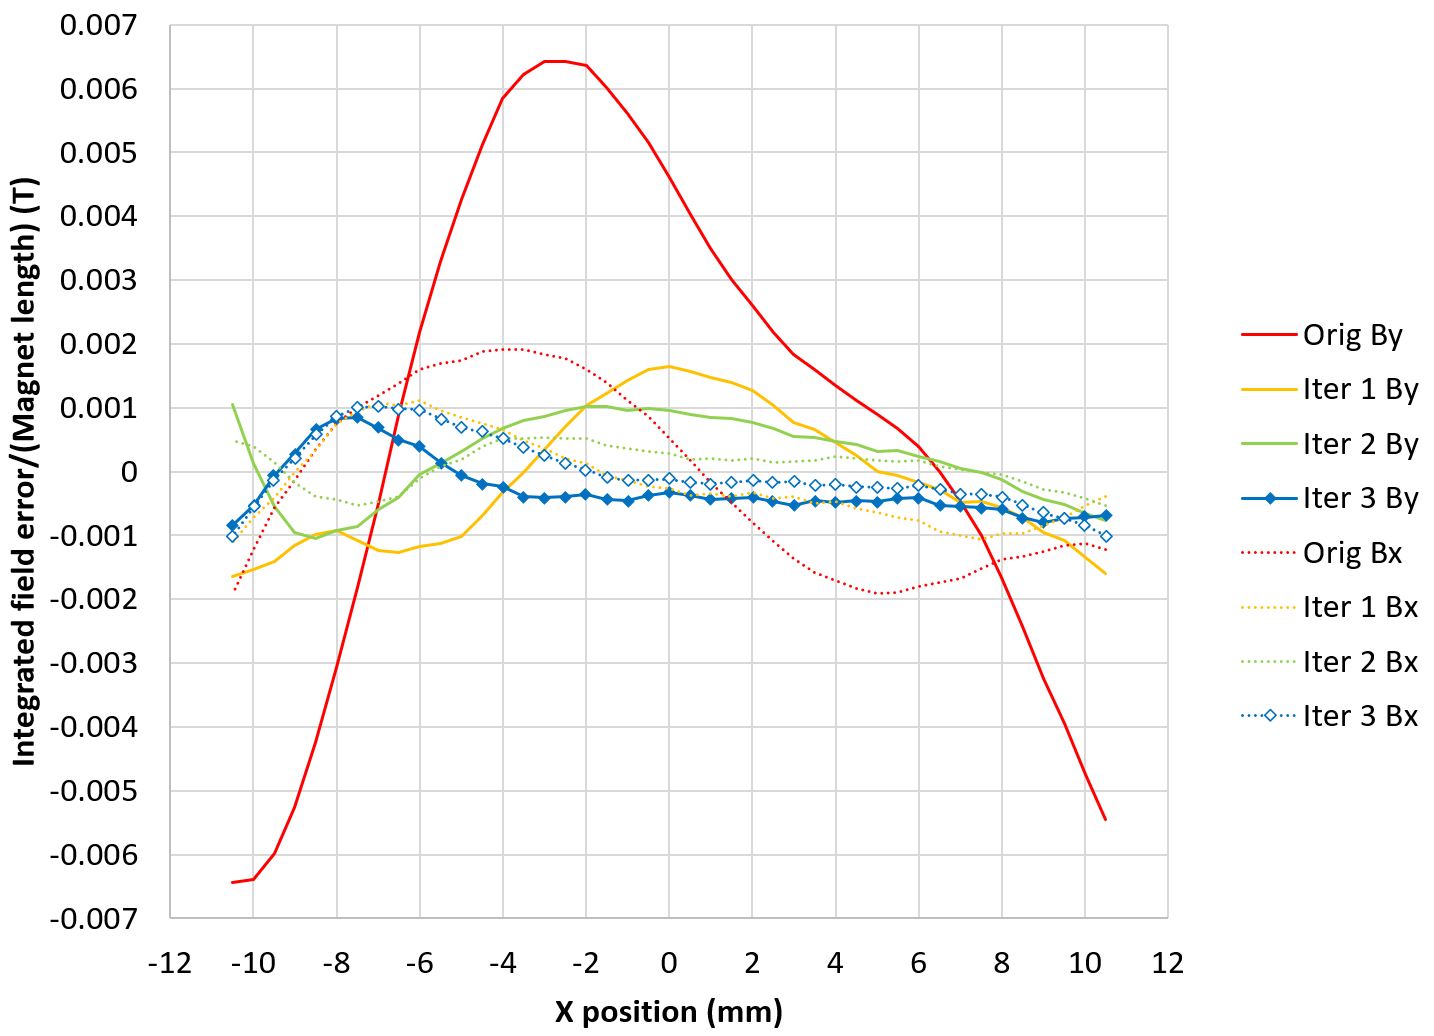 Integrated field error/(Magnet length) (T)
0.007
0.006
0.005
0.004
0.003
0.002
0.001
0
-0.001
-0.002
-0.003
-0.004
-0.005
-0.006
-0.007
-12 -10 -8 -6 -4 -2 0 2 4 6 8 10 12
X position (mm)
Orig By
Iter 1 By
Iter 2 By
Iter 3 By
Orig Bx
Iter 1 Bx
Iter 2 Bx
Iter 3 Bx